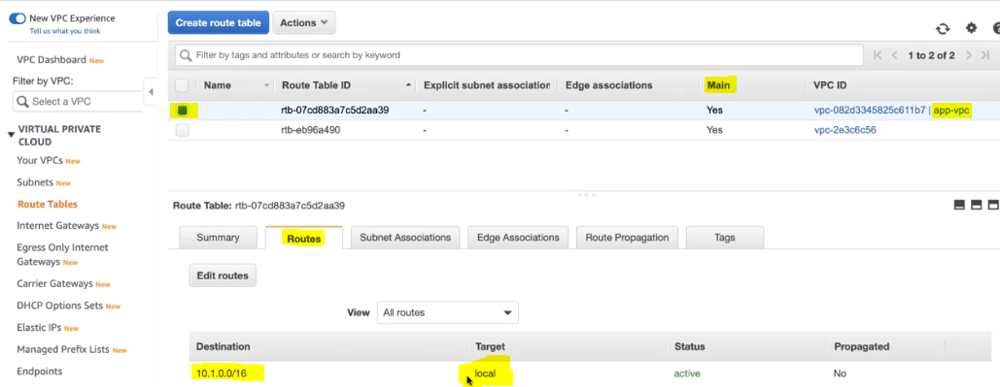 New VPC Experience
Tell us what you think
VPC Dashboard New
Filter by VPC:
Select a VPC
VIRTUAL PRIVATE
CLOUD
Your VPCs New
Subnets New
Route Tables
Internet Gateways New
Egress Only Internet
Gateways New
Carrier Gateways New
DHCP Options Sets New
Elastic IPs New
Managed Prefix Lists New
Endpoints
Create route table Actions
Filter by tags and attributes or search by keyword
1 to 2 of 2
Name Route Table ID Explicit subnet association Edge associations Main VPC ID
rtb-07cd883a7c5d2aa39 - - Yes vpc-082d3345825c611b7 | app-vpc
rtb-eb96a490 - - Yes vpc-2e3c6c56
Route Table: rtb-07cd883a7c5d2aa39
Summary Routes Subnet Associations Edge Associations Route Propagation Tags
Edit routes
View All routes
Destination Target Status Propagated
10.1.0.0/16 local active No